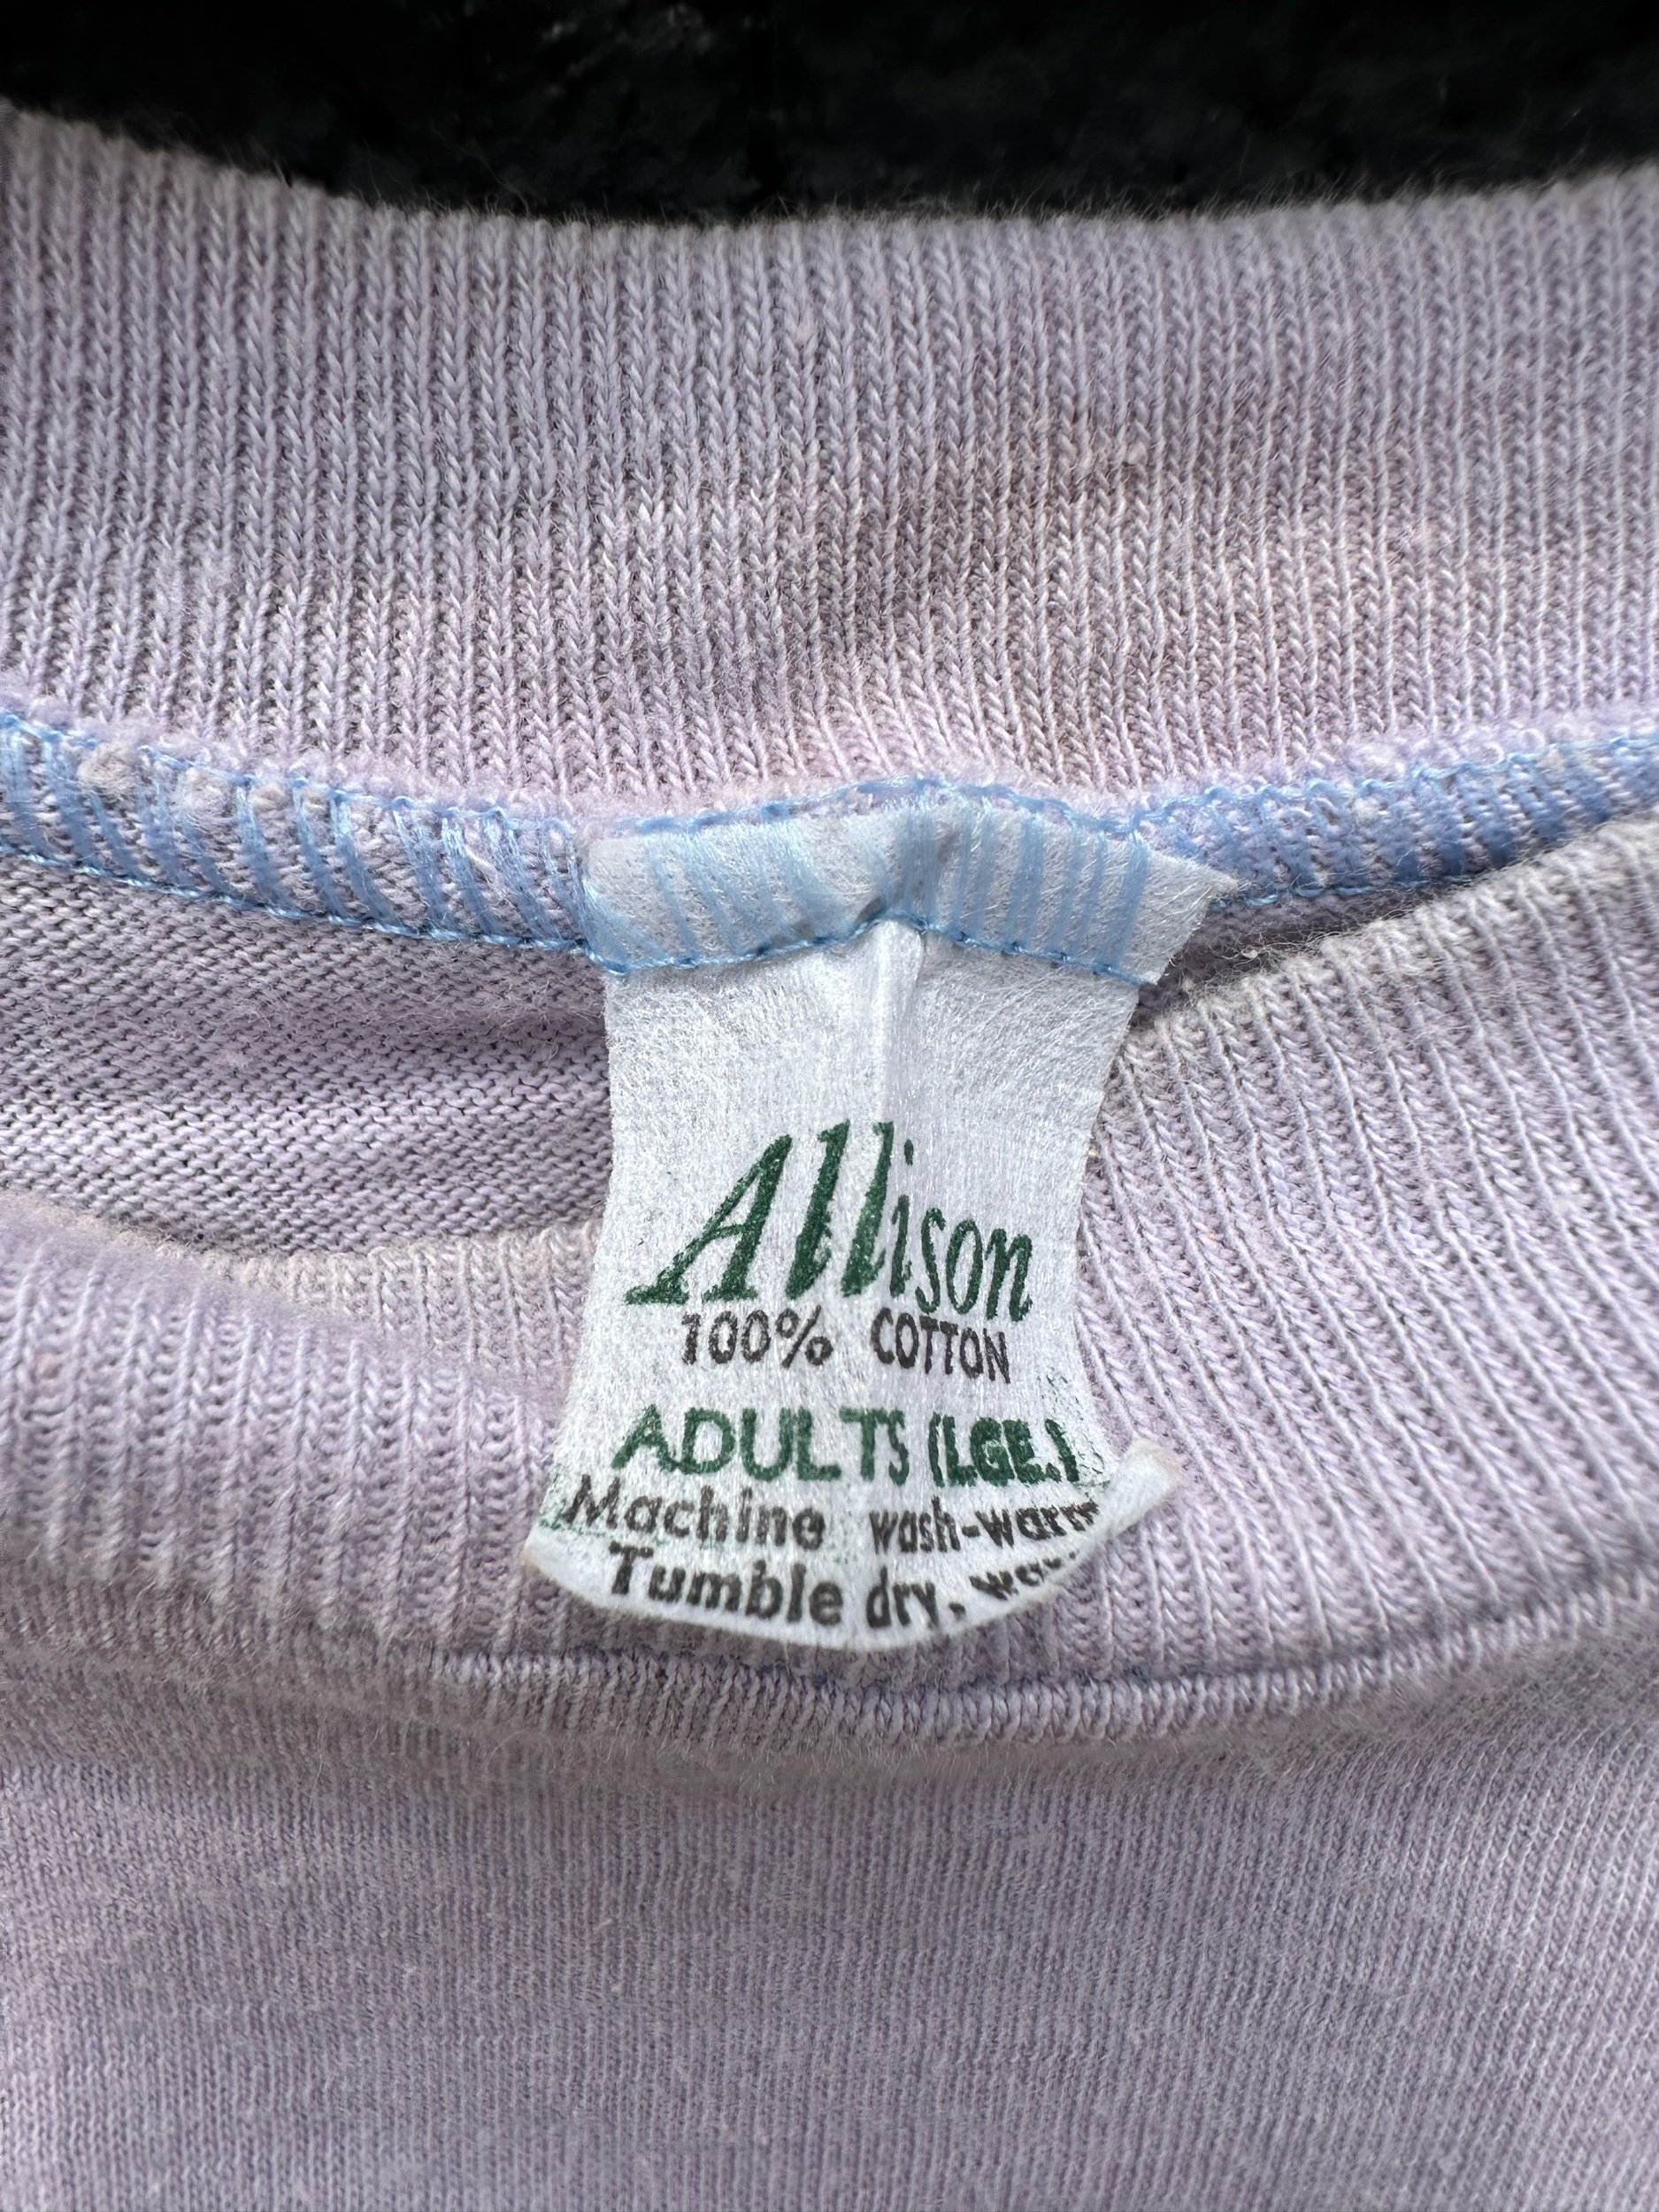 Allison
100% COTTON
ADULTS (LGE.)
Machine wash-warm
Tumble dry,